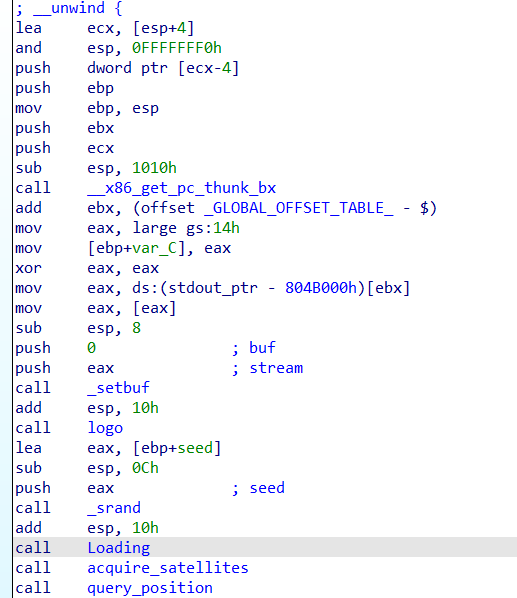 ; __unwind {
lea ecx, [esp+4]
and esp, 0FFFFFFF0h
push dword ptr [ecx-4]
push ebp
mov ebp, esp
push ebx
push ecx
sub esp, 1010h
call __x86_get_pc_thunk_bx
add ebx, (offset _GLOBAL_OFFSET_TABLE_ - $)
mov eax, large gs:14h
mov [ebp+var_C], eax
xor eax, eax
mov eax, ds:(stdout_ptr - 804B000h)[ebx]
mov eax, [eax]
sub esp, 8
push 0 ; buf
push eax ; stream
call _setbuf
add esp, 10h
call logo
lea eax, [ebp+seed]
sub esp, 0Ch
push eax ; seed
call _srand
add esp, 10h
call Loading
call acquire_satellites
call query_position